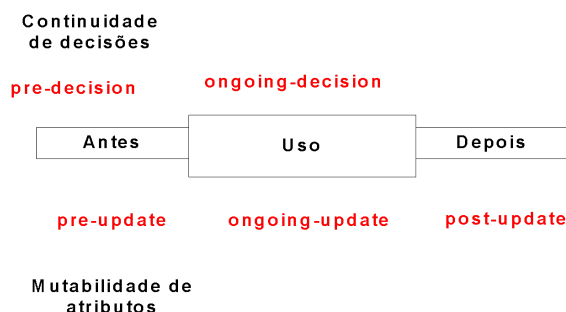 Continuidade
de decisões
pre-decision
ongoing-decision
Antes
Uso
Depois
pre-update
ongoing-update
post-update
Mutabilidade de
atributos